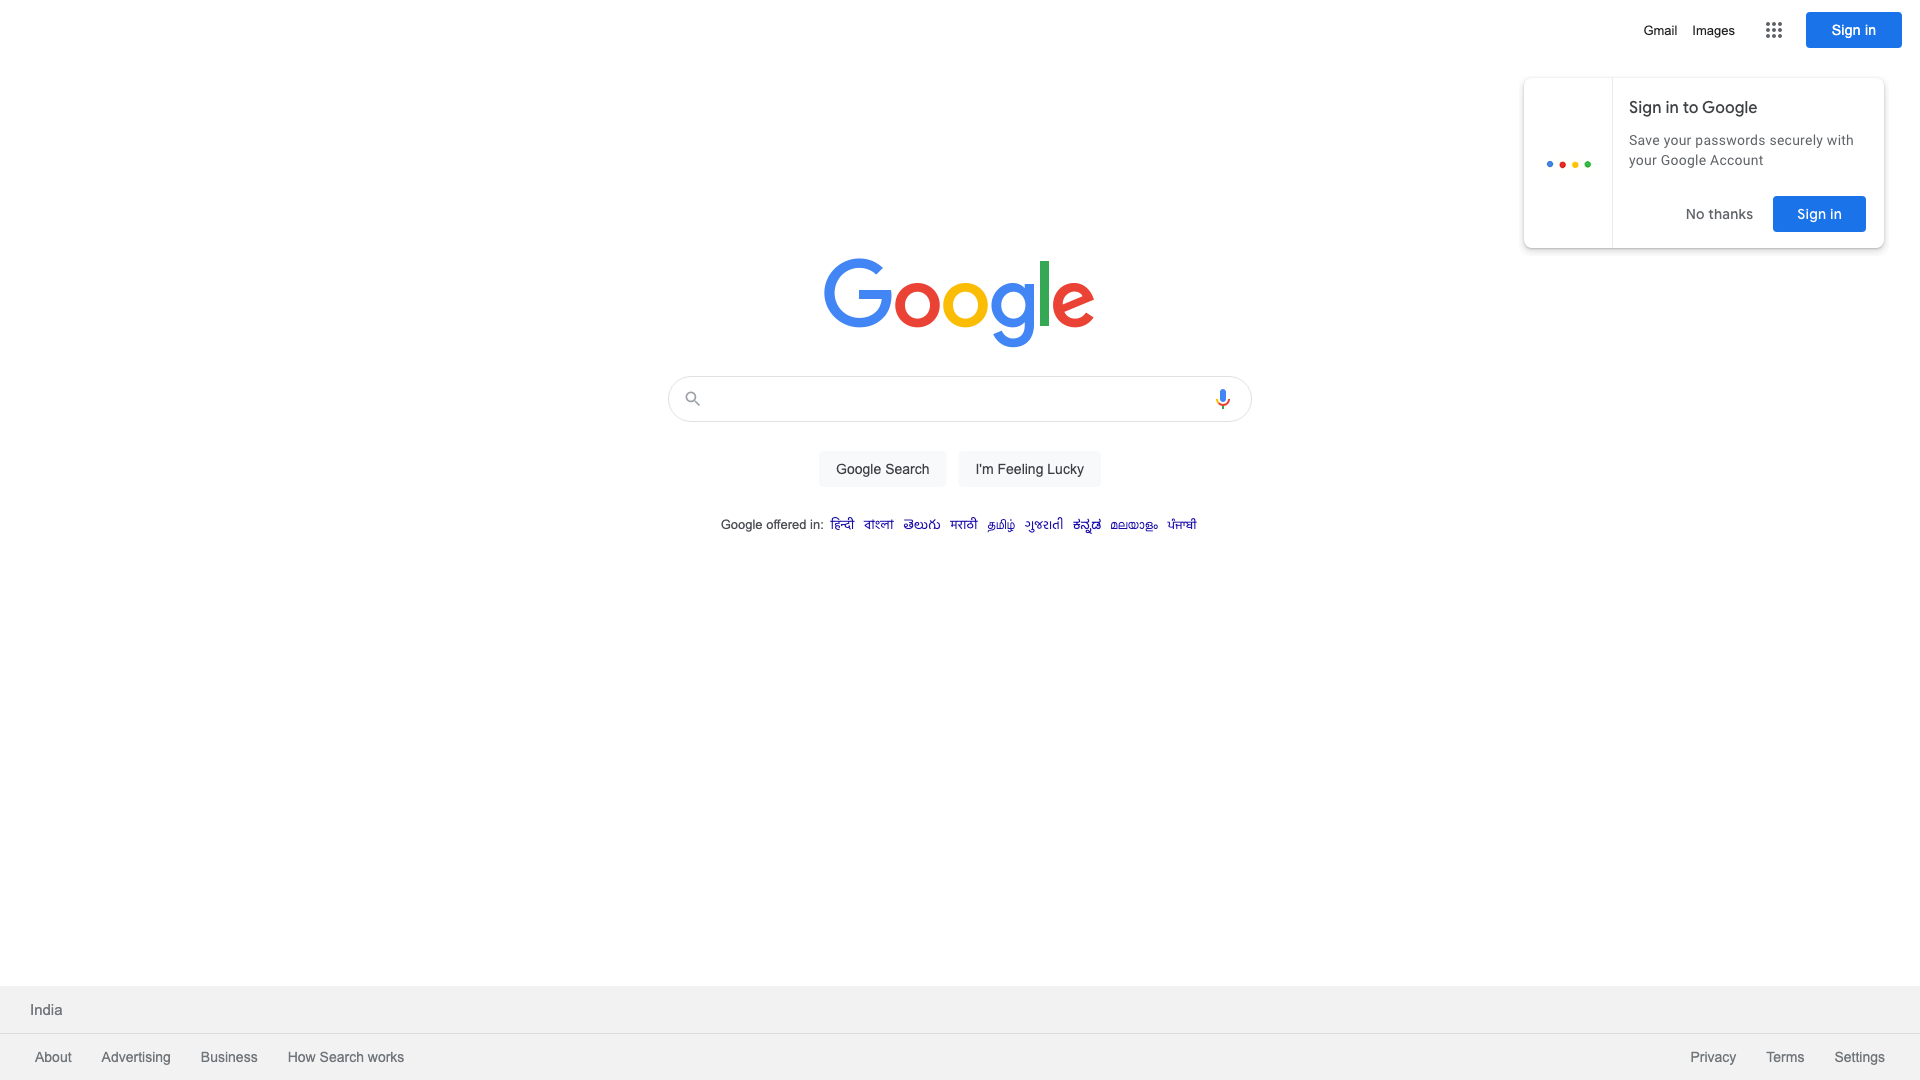 Gmail Images Sign in
Sign in to Google
Save your passwords securely with
your Google Account
No thanks Sign in
Google
Google Search I'm Feeling Lucky
Google offered in: हिन्दी বাংলা తెలుగు मराठी தமிழ் ગુજરાતી ಕನ್ನಡ മലയാളം ਪੰਜਾਬੀ
India
About Advertising Business How Search works Privacy Terms Settings